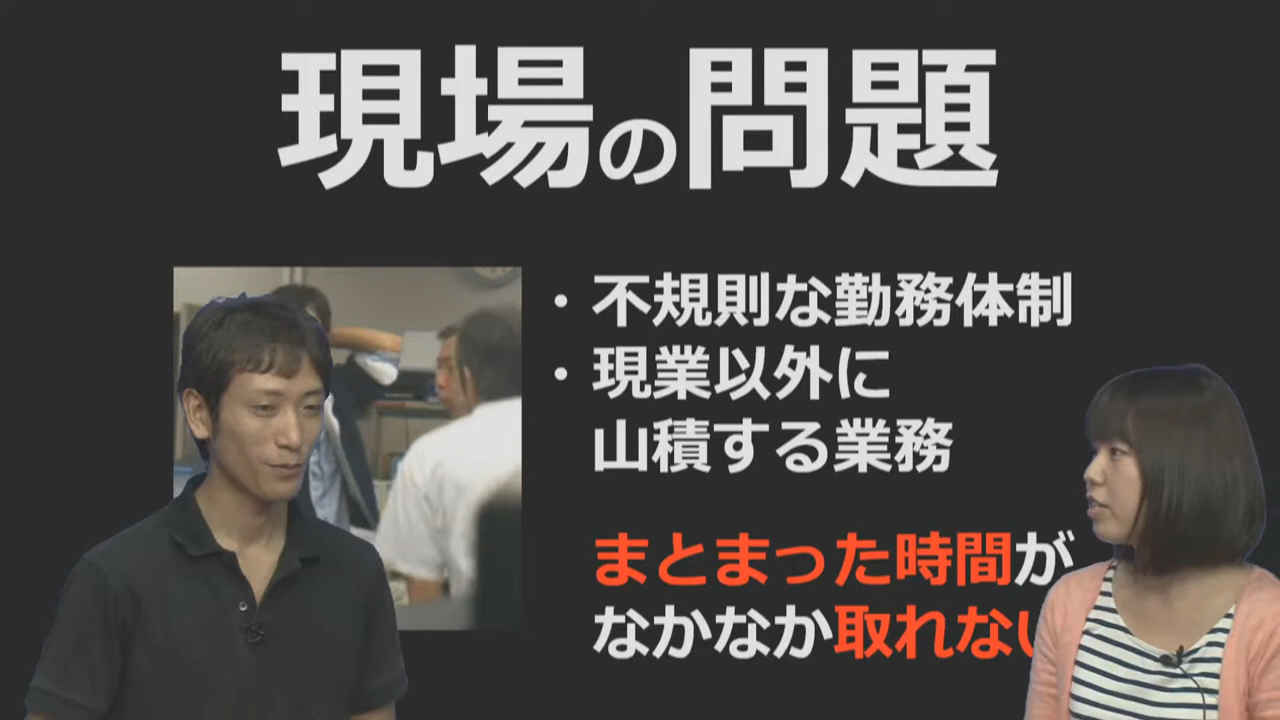 現場の問題
・不規則な勤務体制
・現業以外に
山積する業務
まとまった時間が
なかなか取れない